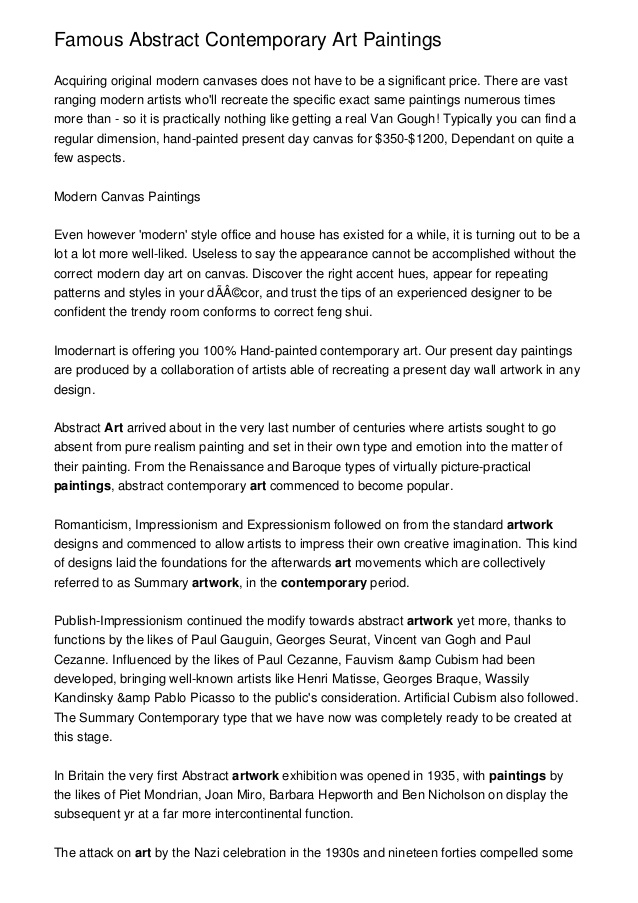 Famous Abstract Contemporary Art Paintings
Acquiring original modern canvases does not have to be a significant price. There are vast
ranging modern artists who'll recreate the specific exact same paintings numerous times
more than - so it is practically nothing like getting a real Van Gough! Typically you can find a
regular dimension, hand-painted present day canvas for $350-$1200, Dependant on quite a
few aspects.
Modern Canvas Paintings
Even however 'modern' style office and house has existed for a while, it is turning out to be a
lot a lot more well-liked. Useless to say the appearance cannot be accomplished without the
correct modern day art on canvas. Discover the right accent hues, appear for repeating
patterns and styles in your dÃÂ©cor, and trust the tips of an experienced designer to be
confident the trendy room conforms to correct feng shui.
Imodernart is offering you 100% Hand-painted contemporary art. Our present day paintings
are produced by a collaboration of artists able of recreating a present day wall artwork in any
design.
Abstract Art arrived about in the very last number of centuries where artists sought to go
absent from pure realism painting and set in their own type and emotion into the matter of
their painting. From the Renaissance and Baroque types of virtually picture-practical
paintings, abstract contemporary art commenced to become popular.
Romanticism, Impressionism and Expressionism followed on from the standard artwork
designs and commenced to allow artists to impress their own creative imagination. This kind
of designs laid the foundations for the afterwards art movements which are collectively
referred to as Summary artwork, in the contemporary period.
Publish-Impressionism continued the modify towards abstract artwork yet more, thanks to
functions by the likes of Paul Gauguin, Georges Seurat, Vincent van Gogh and Paul
Cezanne. Influenced by the likes of Paul Cezanne, Fauvism &amp Cubism had been
developed, bringing well-known artists like Henri Matisse, Georges Braque, Wassily
Kandinsky &amp Pablo Picasso to the public's consideration. Artificial Cubism also followed.
The Summary Contemporary type that we have now was completely ready to be created at
this stage.
In Britain the very first Abstract artwork exhibition was opened in 1935, with paintings by
the likes of Piet Mondrian, Joan Miro, Barbara Hepworth and Ben Nicholson on display the
subsequent yr at a far more intercontinental function.
The attack on art by the Nazi celebration in the 1930s and nineteen forties compelled some